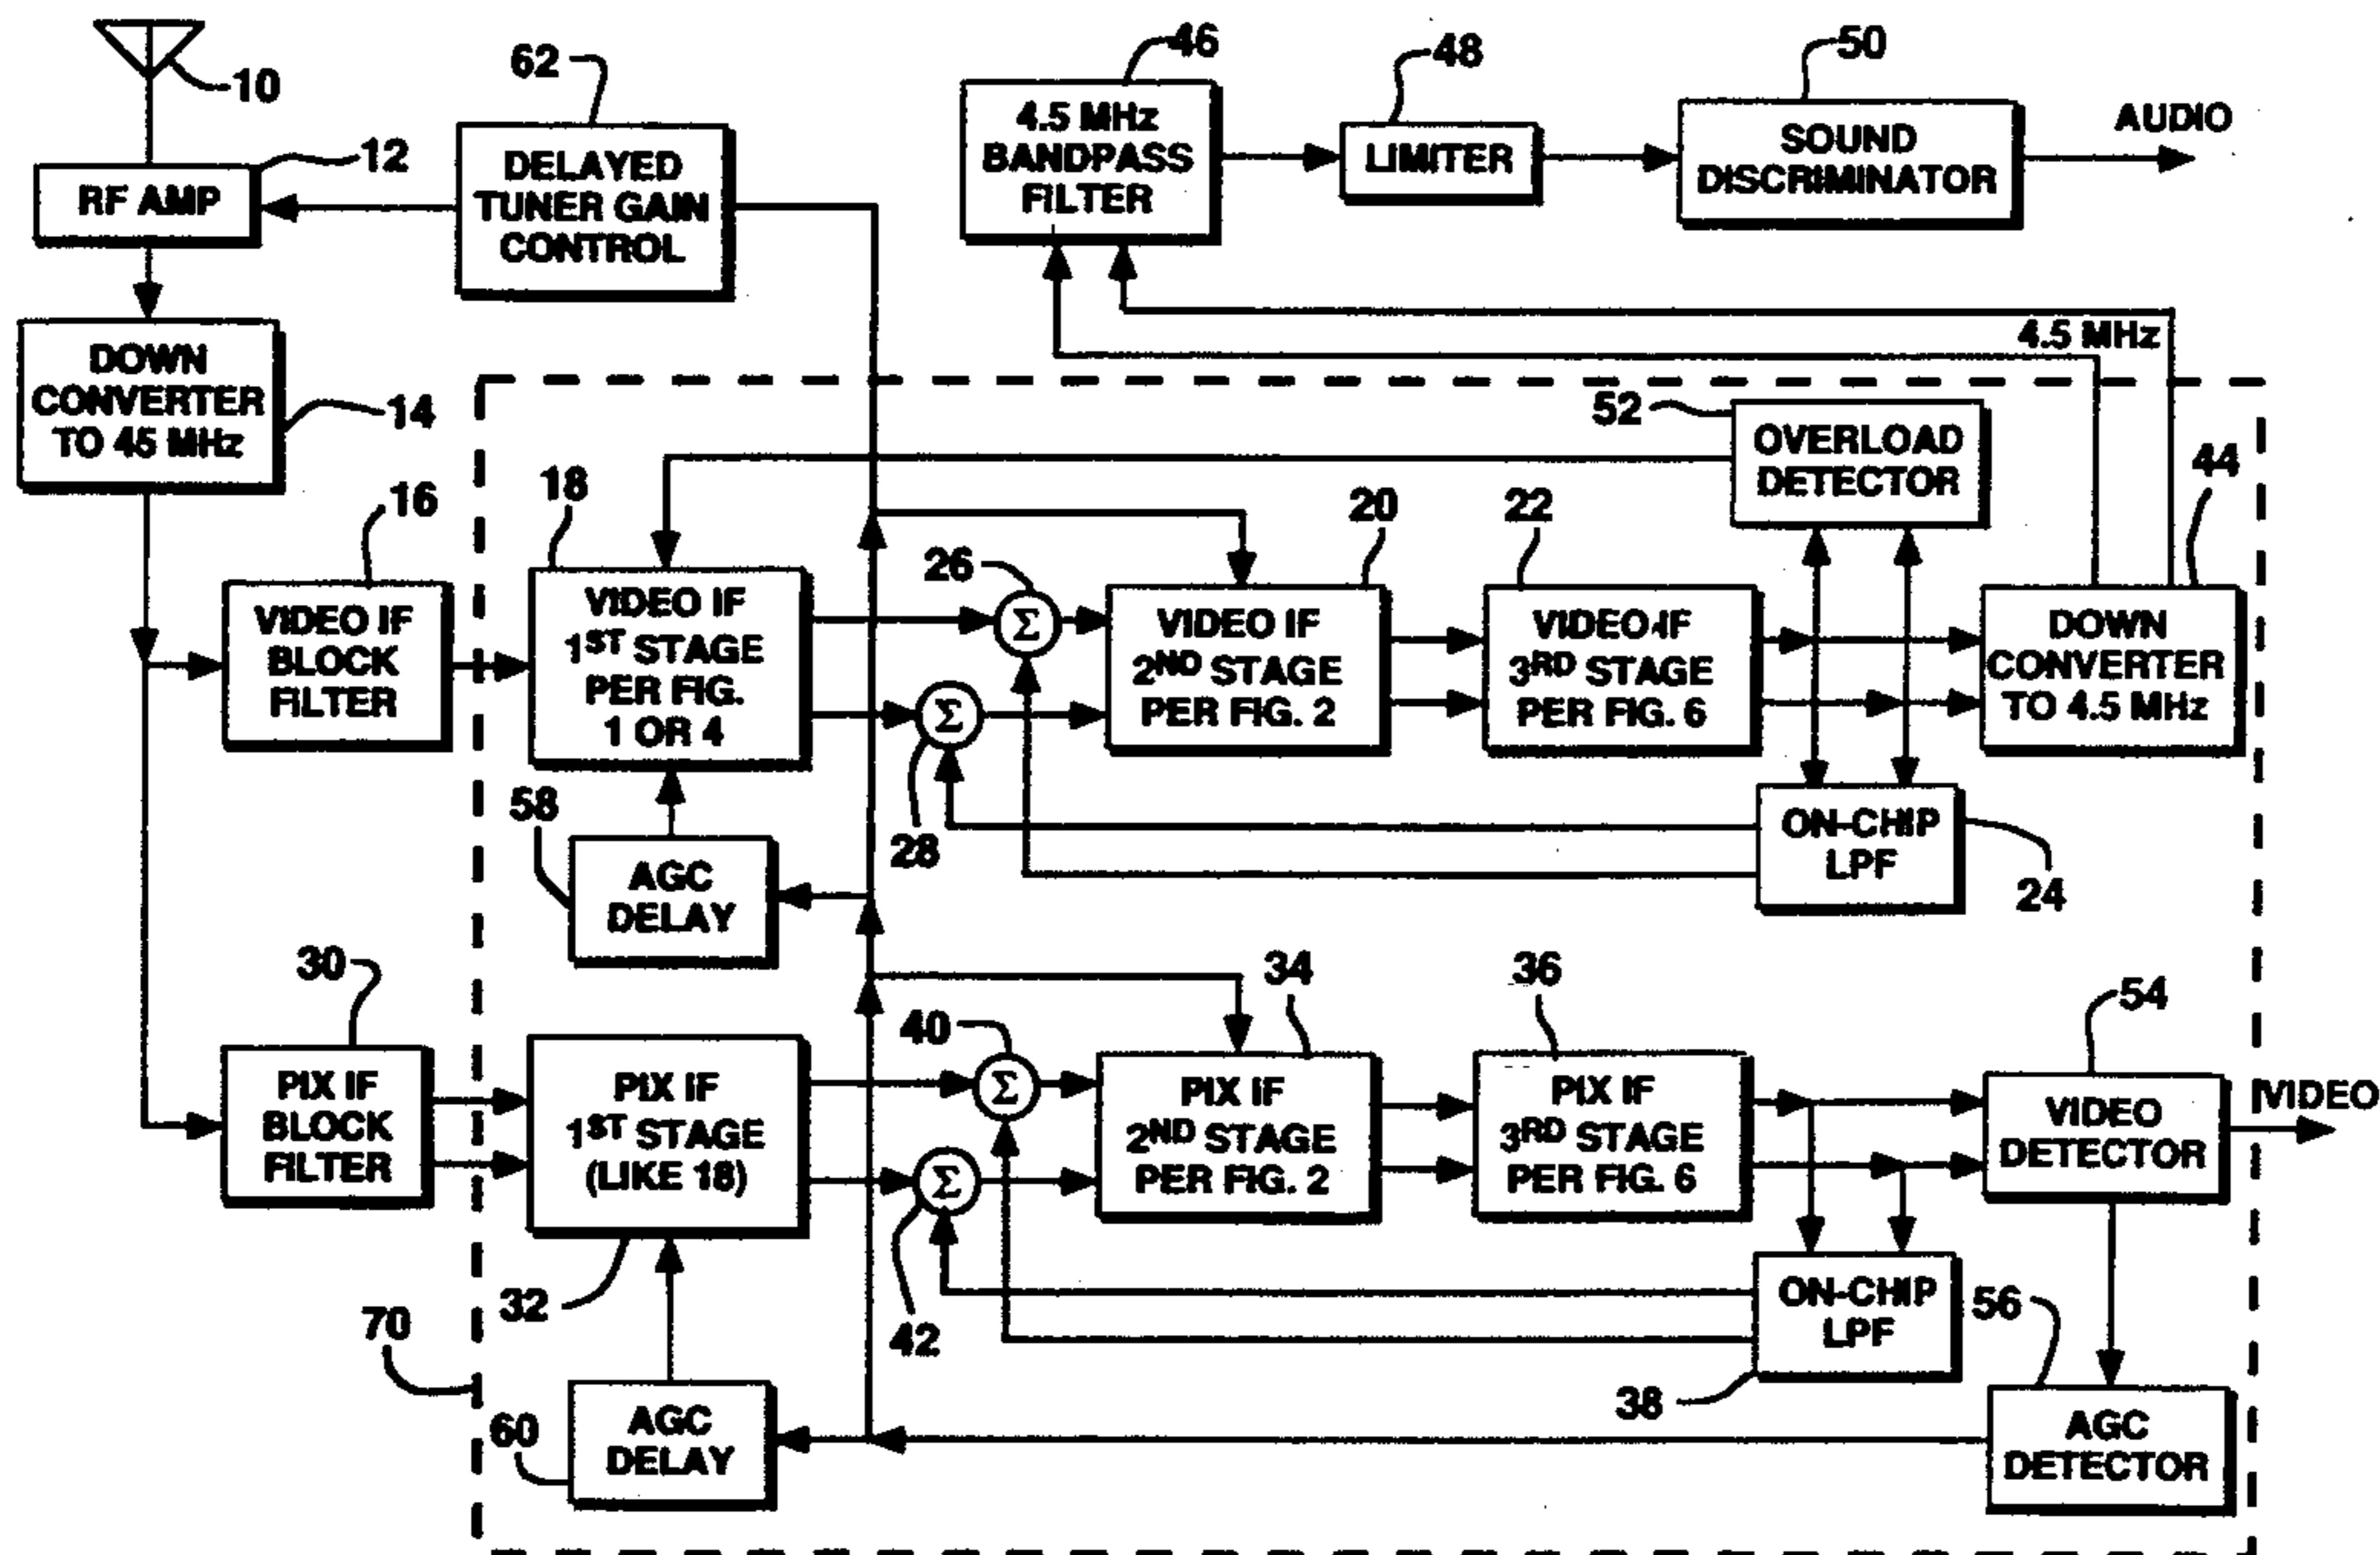 10
62
46
48
50
4.5 MHz
BANDPASS
FILTER
LIMITER
SOUND
DISCRIMINATOR
AUDIO
12
RF AMP
DELAYED
TUNER GAIN
CONTROL
DOWN
CONVERTER
TO 45 MHz
14
4.5 MHz
52
OVERLOAD
DETECTOR
44
16
VIDEO IF
BLOCK
FILTER
18
VIDEO IF
1ST STAGE
PER FIG.
1 OR 4
26
Σ
28
Σ
20
VIDEO IF
2ND STAGE
PER FIG. 2
22
VIDEO IF
3RD STAGE
PER FIG. 6
DOWN
CONVERTER
TO 4.5 MHz
58
AGC
DELAY
ON-CHIP
LPF
24
30
PIX IF
BLOCK
FILTER
PIX IF
1ST STAGE
(LIKE 18)
32
40
Σ
42
Σ
34
PIX IF
2ND STAGE
PER FIG. 2
36
PIX IF
3RD STAGE
PER FIG. 6
54
VIDEO
DETECTOR
VIDEO
ON-CHIP
LPF
38
56
AGC
DETECTOR
70
60
AGC
DELAY